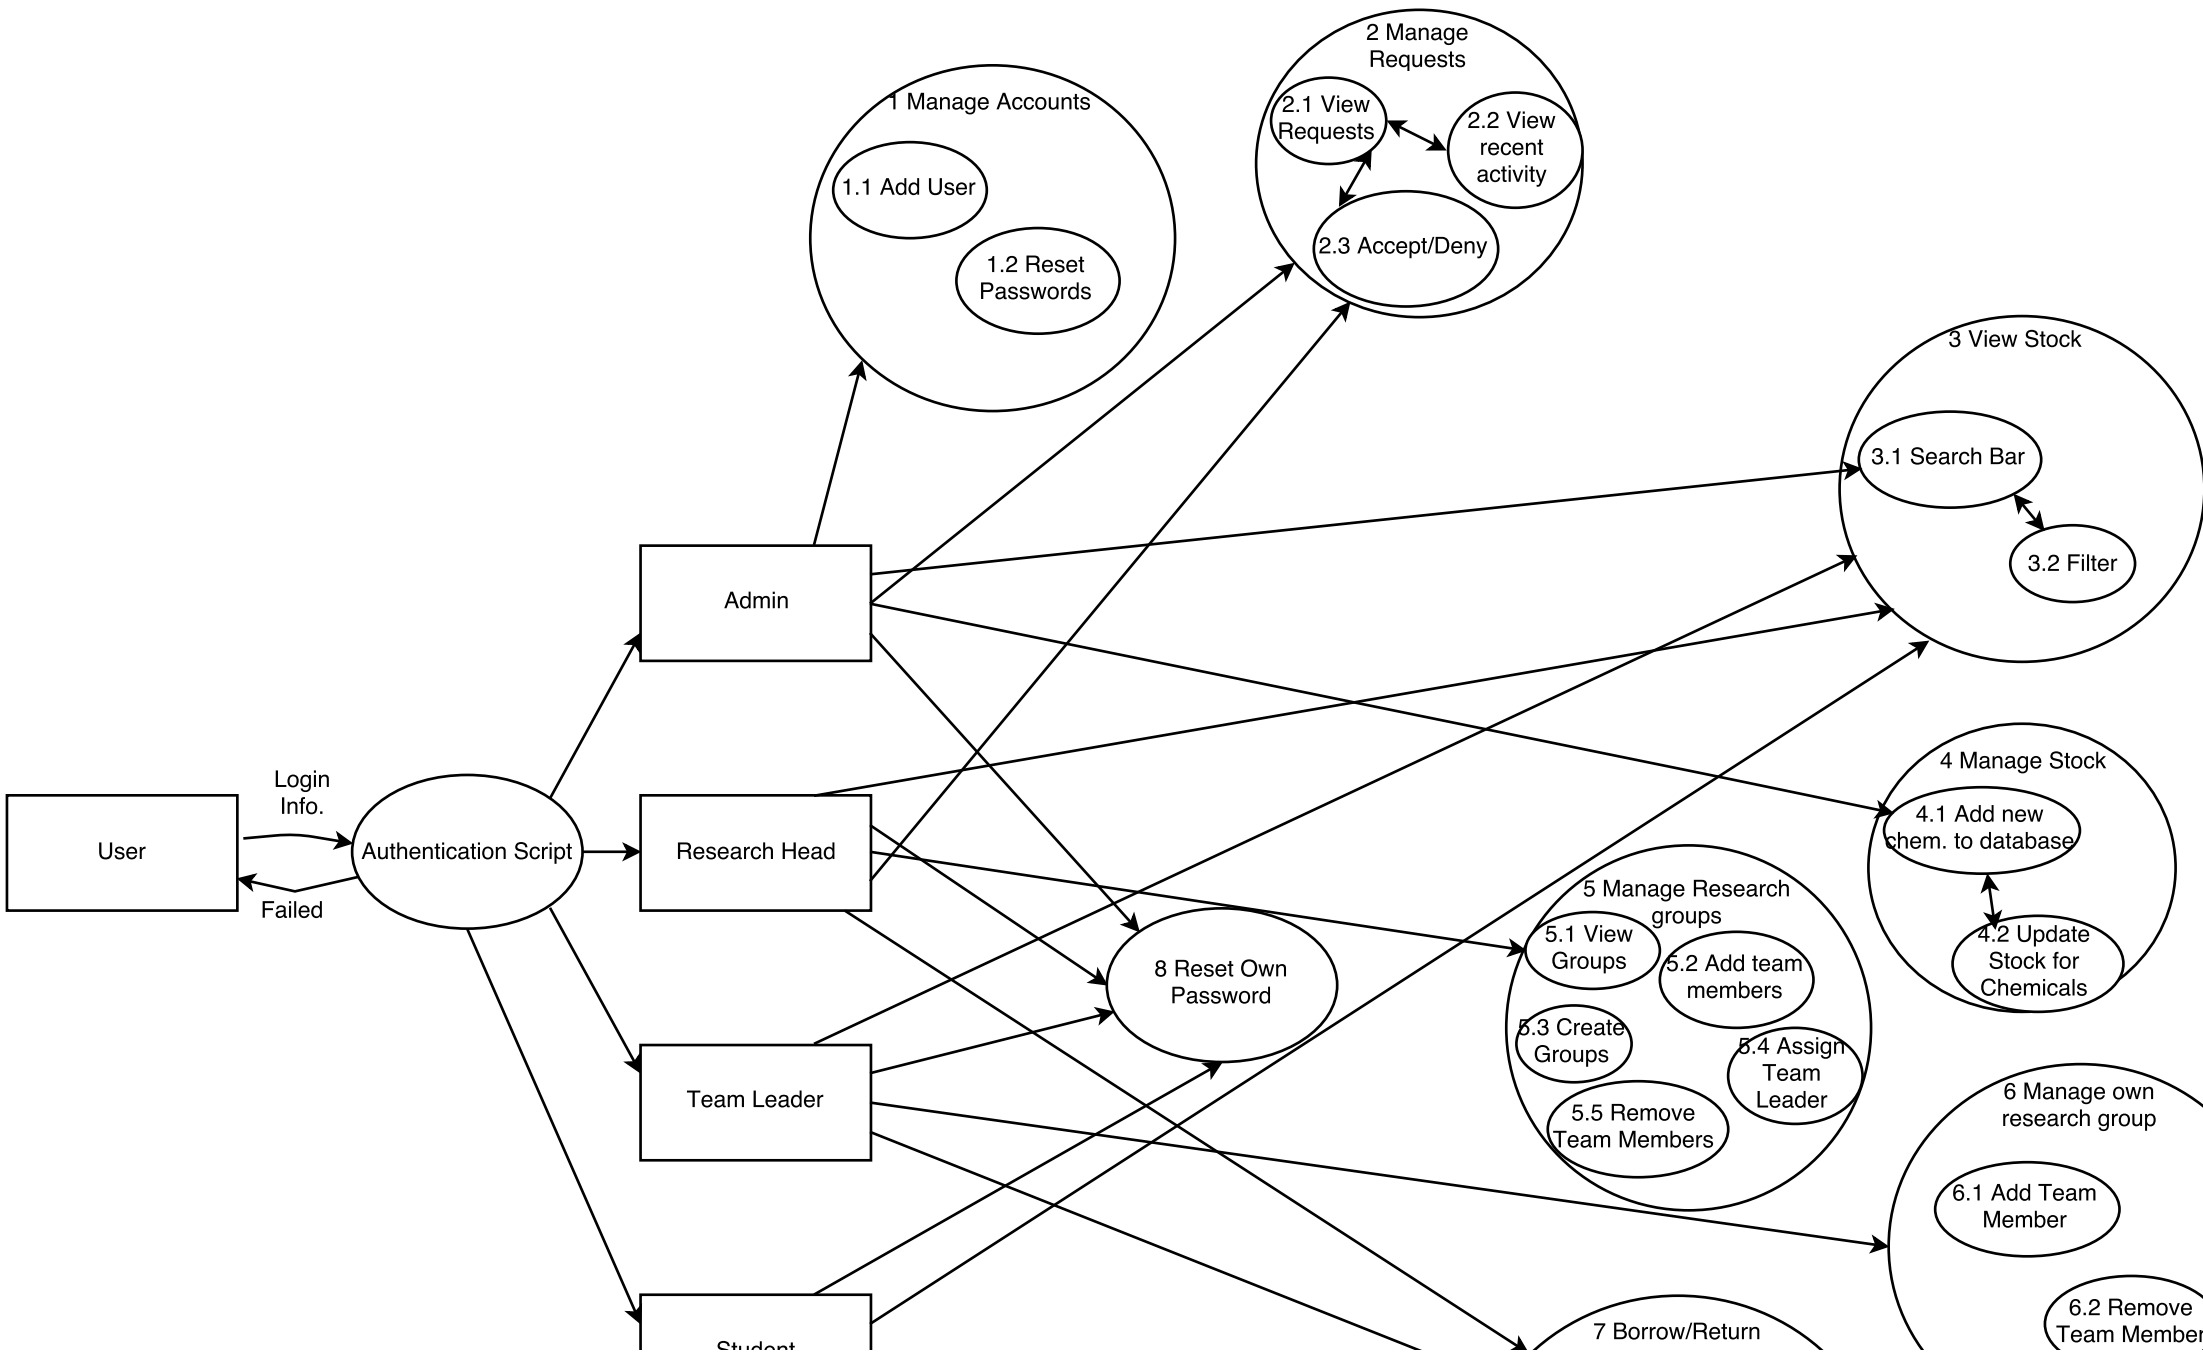 2 Manage
Requests
2.1 View
Requests
2.2 View
recent
activity
2.3 Accept/Deny
1 Manage Accounts
1.1 Add User
1.2 Reset
Passwords
3 View Stock
3.1 Search Bar
3.2 Filter
Admin
Login
Info.
User
Failed
Authentication Script
Research Head
4 Manage Stock
4.1 Add new
chem. to database
4.2 Update
Stock for
Chemicals
5 Manage Research
groups
5.1 View
Groups
5.2 Add team
members
5.3 Create
Groups
5.4 Assign
Team
Leader
5.5 Remove
Team Members
8 Reset Own
Password
Team Leader
6 Manage own
research group
6.1 Add Team
Member
6.2 Remove
Team Member
7 Borrow/Return
Student